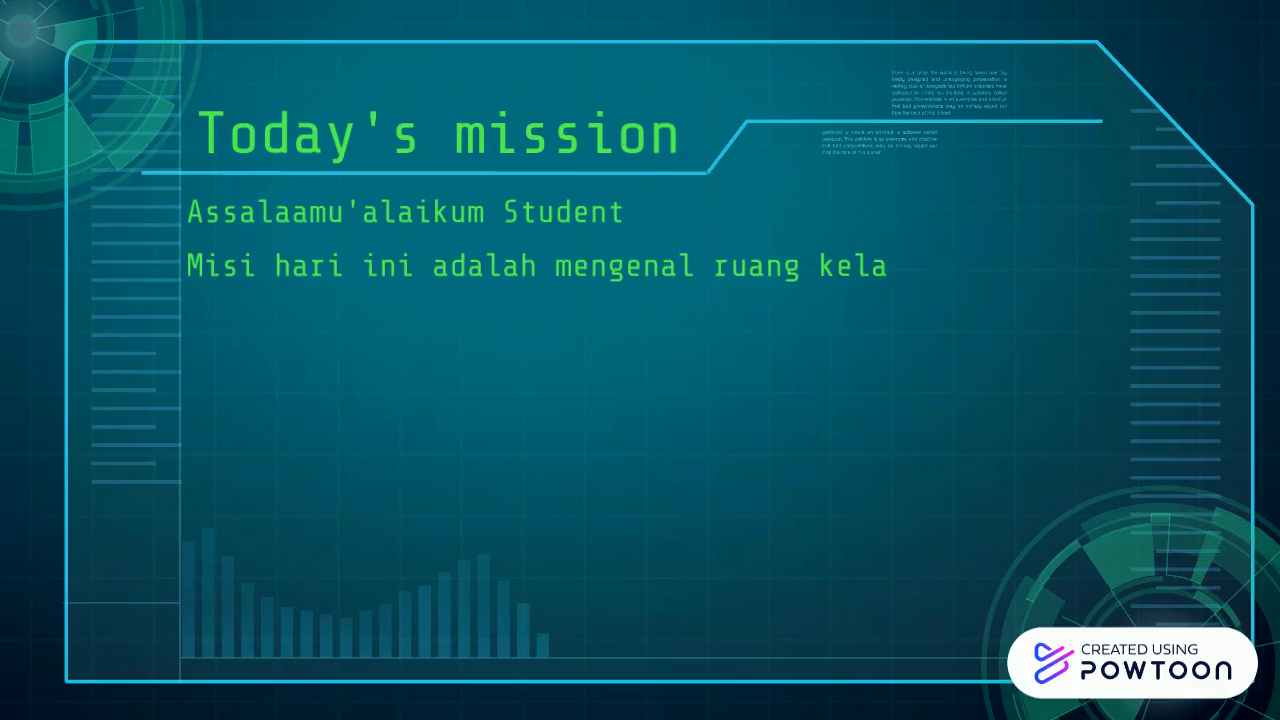 Today's mission
Assalaamu'alaikum Student
Misi hari ini adalah mengenal ruang kela
CREATED USING
POWTOON